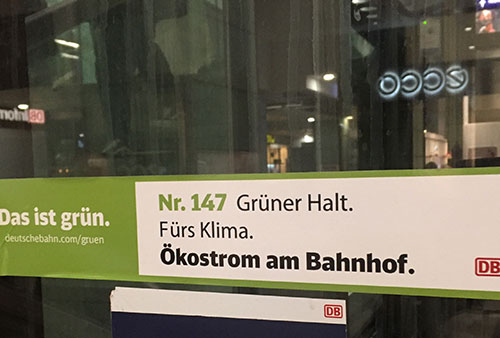 Das ist grün.
deutschebahn.com/gruen
Nr. 147 Grüner Halt.
Fürs Klima.
Ökostrom am Bahnhof.
DB
DB